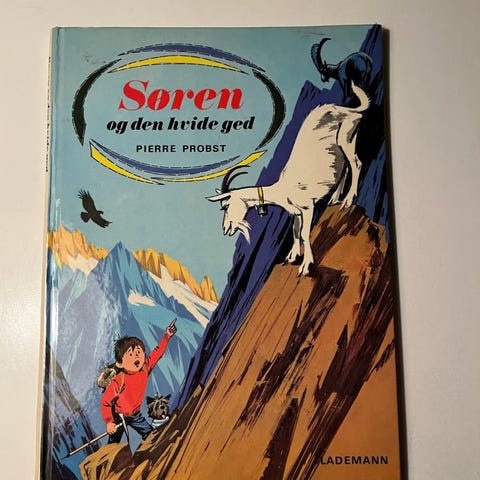 Søren
og den hvide ged
PIERRE PROBST
LADEMANN